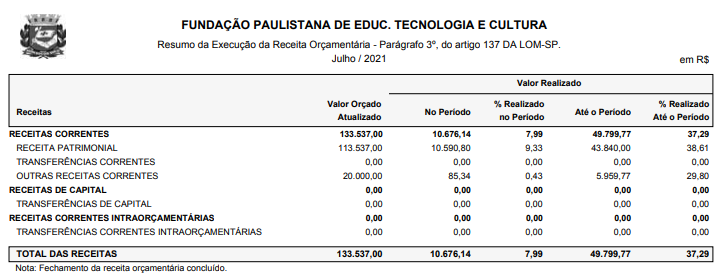 FUNDAÇÃO PAULISTANA DE EDUC. TECNOLOGIA E CULTURA
Resumo da Execução da Receita Orçamentária - Parágrafo 3º, do artigo 137 DA LOM-SP.
Julho / 2021 em R$
Valor Realizado
Receitas Valor Orçado Atualizado No Período % Realizado no Período Até o Período % Realizado Até o Período
RECEITAS CORRENTES 133.537,00 10.676,14 7,99 49.799,77 37,29
RECEITA PATRIMONIAL 113.537,00 10.590,80 9,33 43.840,00 38,61
TRANSFERÊNCIAS CORRENTES 0,00 0,00 0,00 0,00 0,00
OUTRAS RECEITAS CORRENTES 20.000,00 85,34 0,43 5.959,77 29,80
RECEITAS DE CAPITAL 0,00 0,00 0,00 0,00 0,00
TRANSFERÊNCIAS DE CAPITAL 0,00 0,00 0,00 0,00 0,00
RECEITAS CORRENTES INTRAORÇAMENTÁRIAS 0,00 0,00 0,00 0,00 0,00
TRANSFERÊNCIAS CORRENTES INTRAORÇAMENTÁRIAS 0,00 0,00 0,00 0,00 0,00
TOTAL DAS RECEITAS 133.537,00 10.676,14 7,99 49.799,77 37,29
Nota: Fechamento da receita orçamentária concluído.